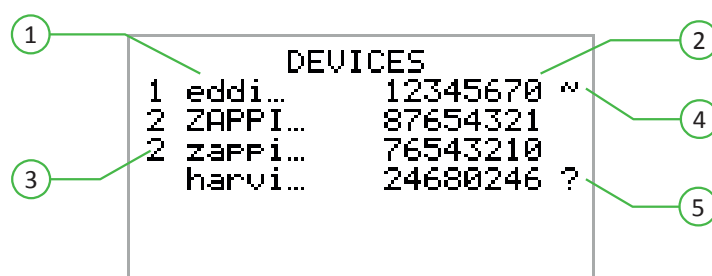 DEVICES
1 eddi… 12345670 ~
2 ZAPPI… 87654321
2 zappi… 76543210
harvi… 24680246 ?
1
2
3
4
5